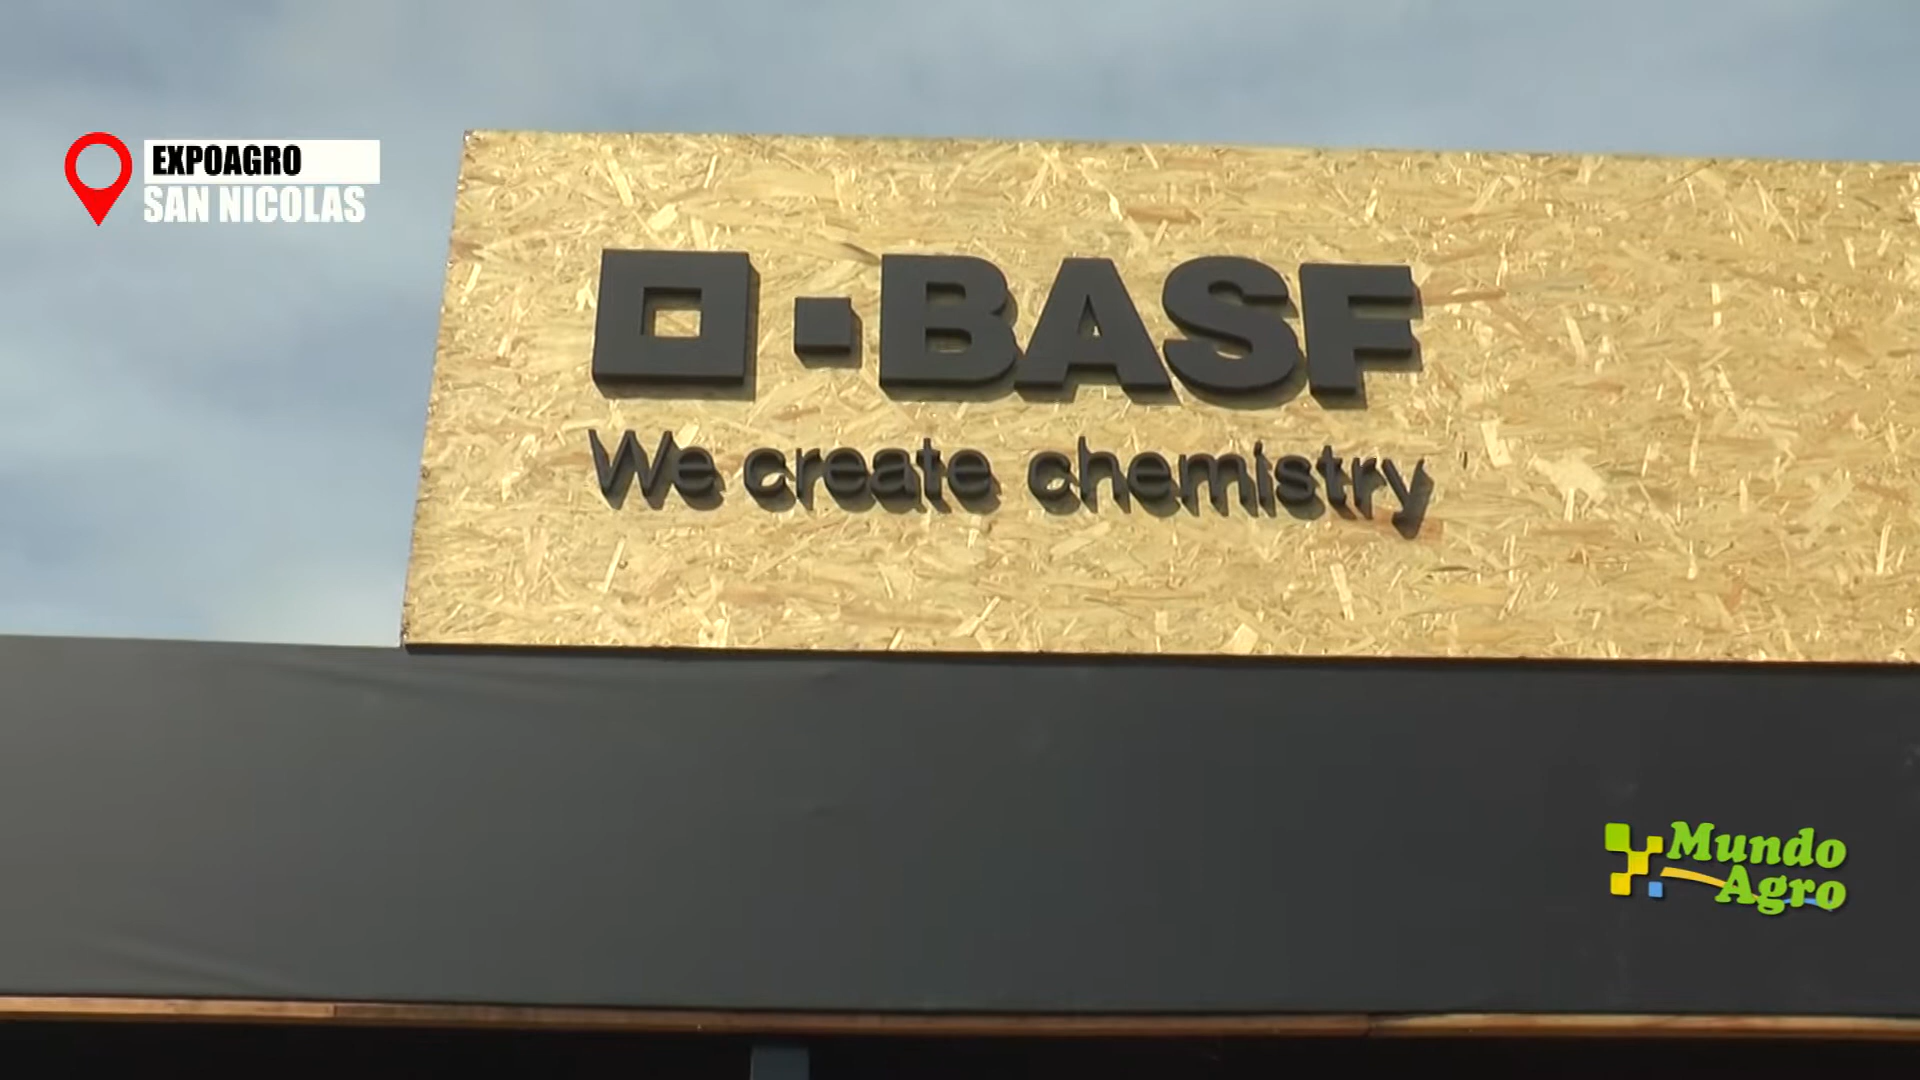 EXPOAGRO
SAN NICOLAS
BASF
We create chemistry
Mundo
Agro